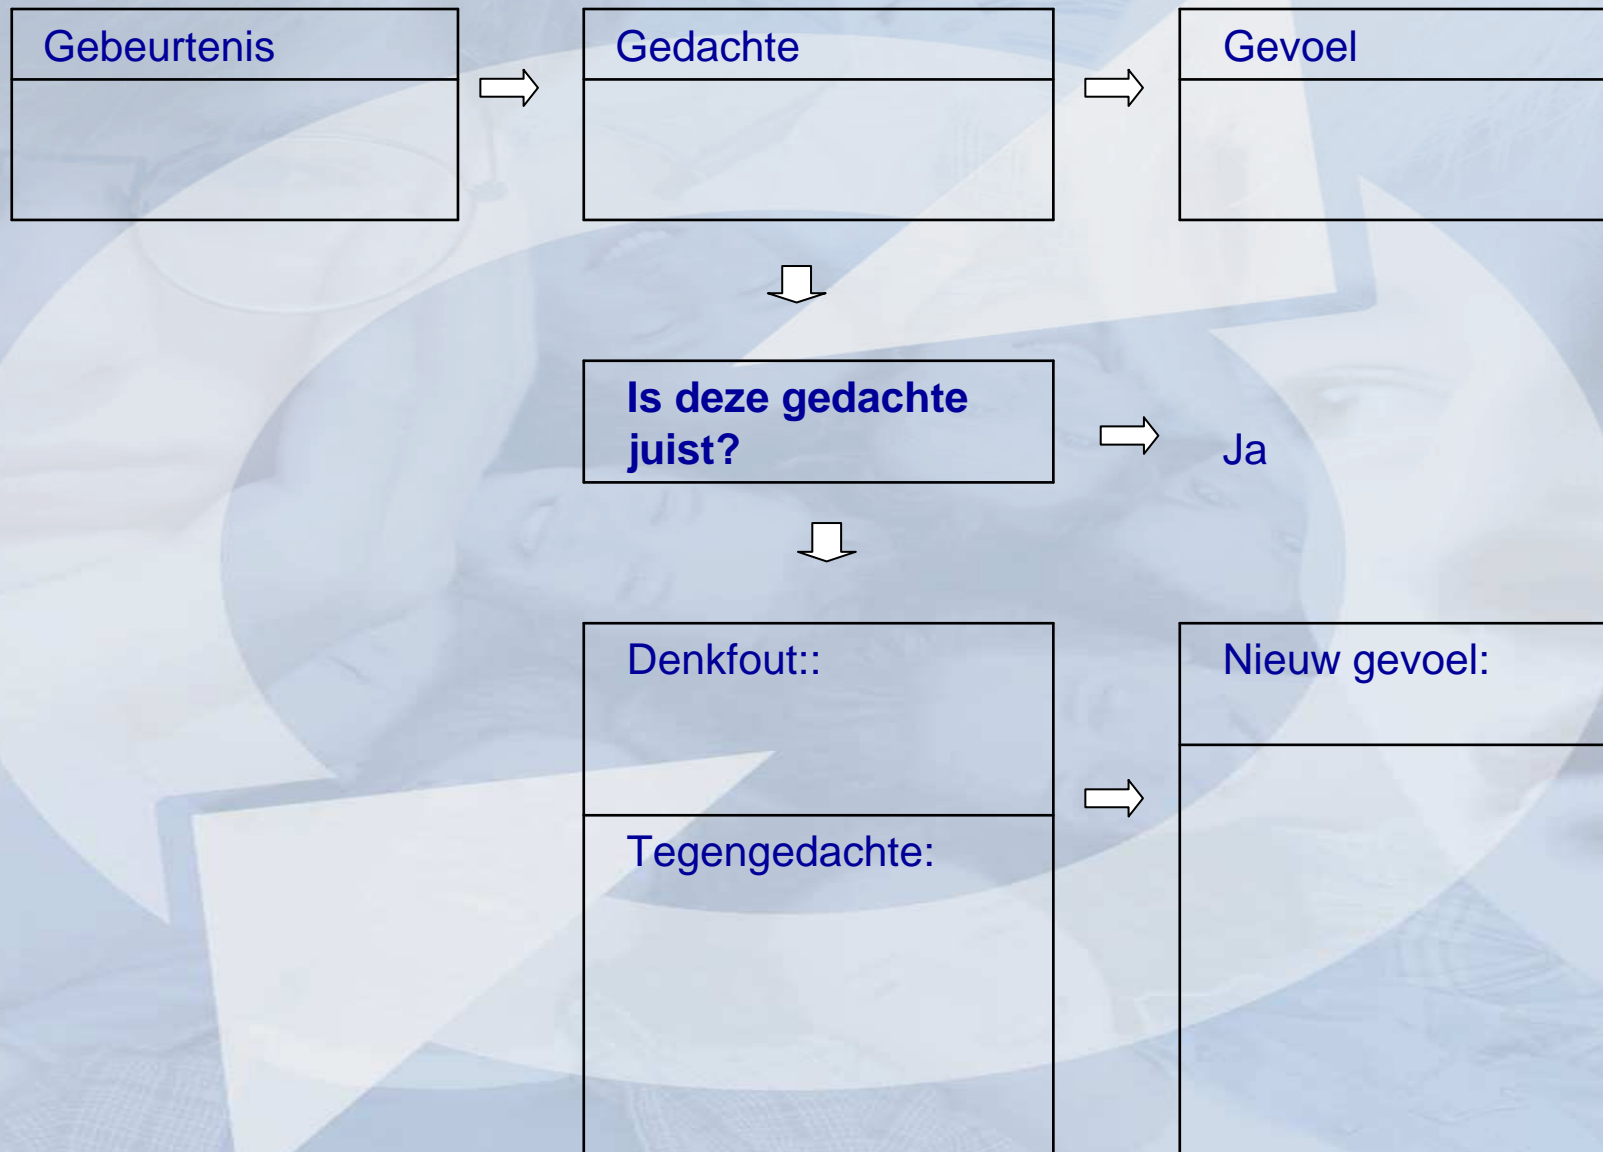 Gebeurtenis
Gedachte
Gevoel
Is deze gedachte
juist?
Ja
Denkfout::
Nieuw gevoel:
Tegengedachte: